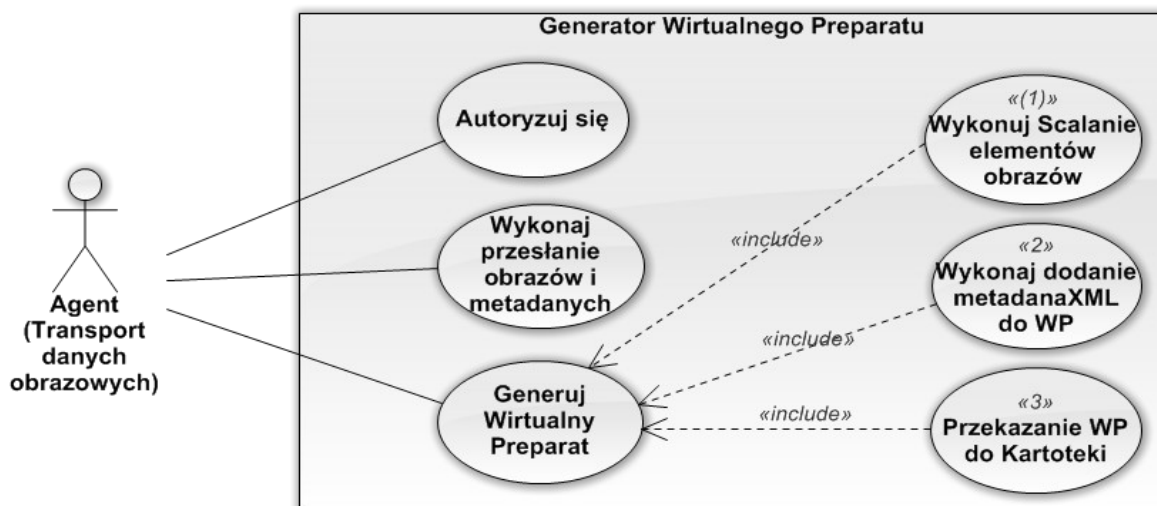 Generator Wirtualnego Preparatu
Autoryzuj się
«(1)»
Wykonuj Scalanie
elementów
obrazów
Wykonaj
przesłanie
obrazów i
metadanych
«include»
«2»
Wykonaj dodanie
metadanaXML
do WP
Agent
(Transport
danych
obrazowych)
«include»
Generuj
Wirtualny
Preparat
«include»
«3»
Przekazanie WP
do Kartoteki